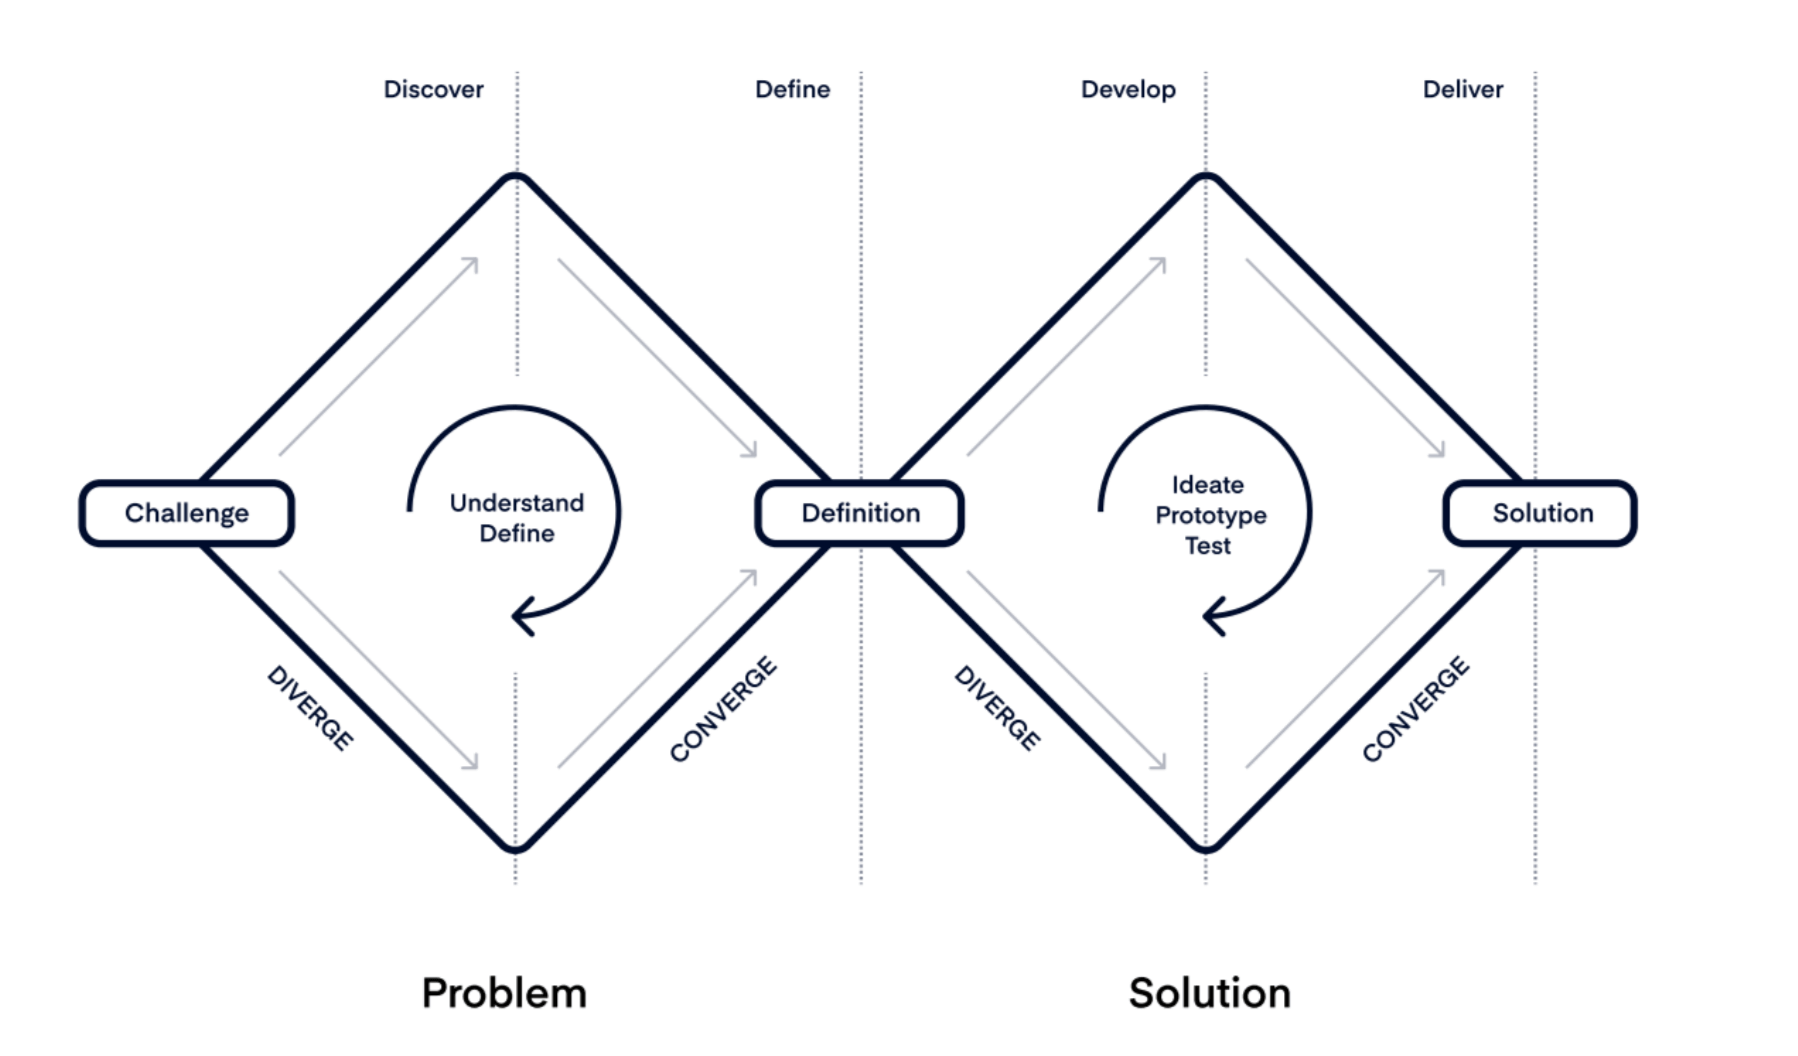 Discover
Define
Develop
Deliver
Challenge
Understand
Define
Definition
Ideate
Prototype
Test
Solution
DIVERGE
CONVERGE
DIVERGE
CONVERGE
Problem
Solution